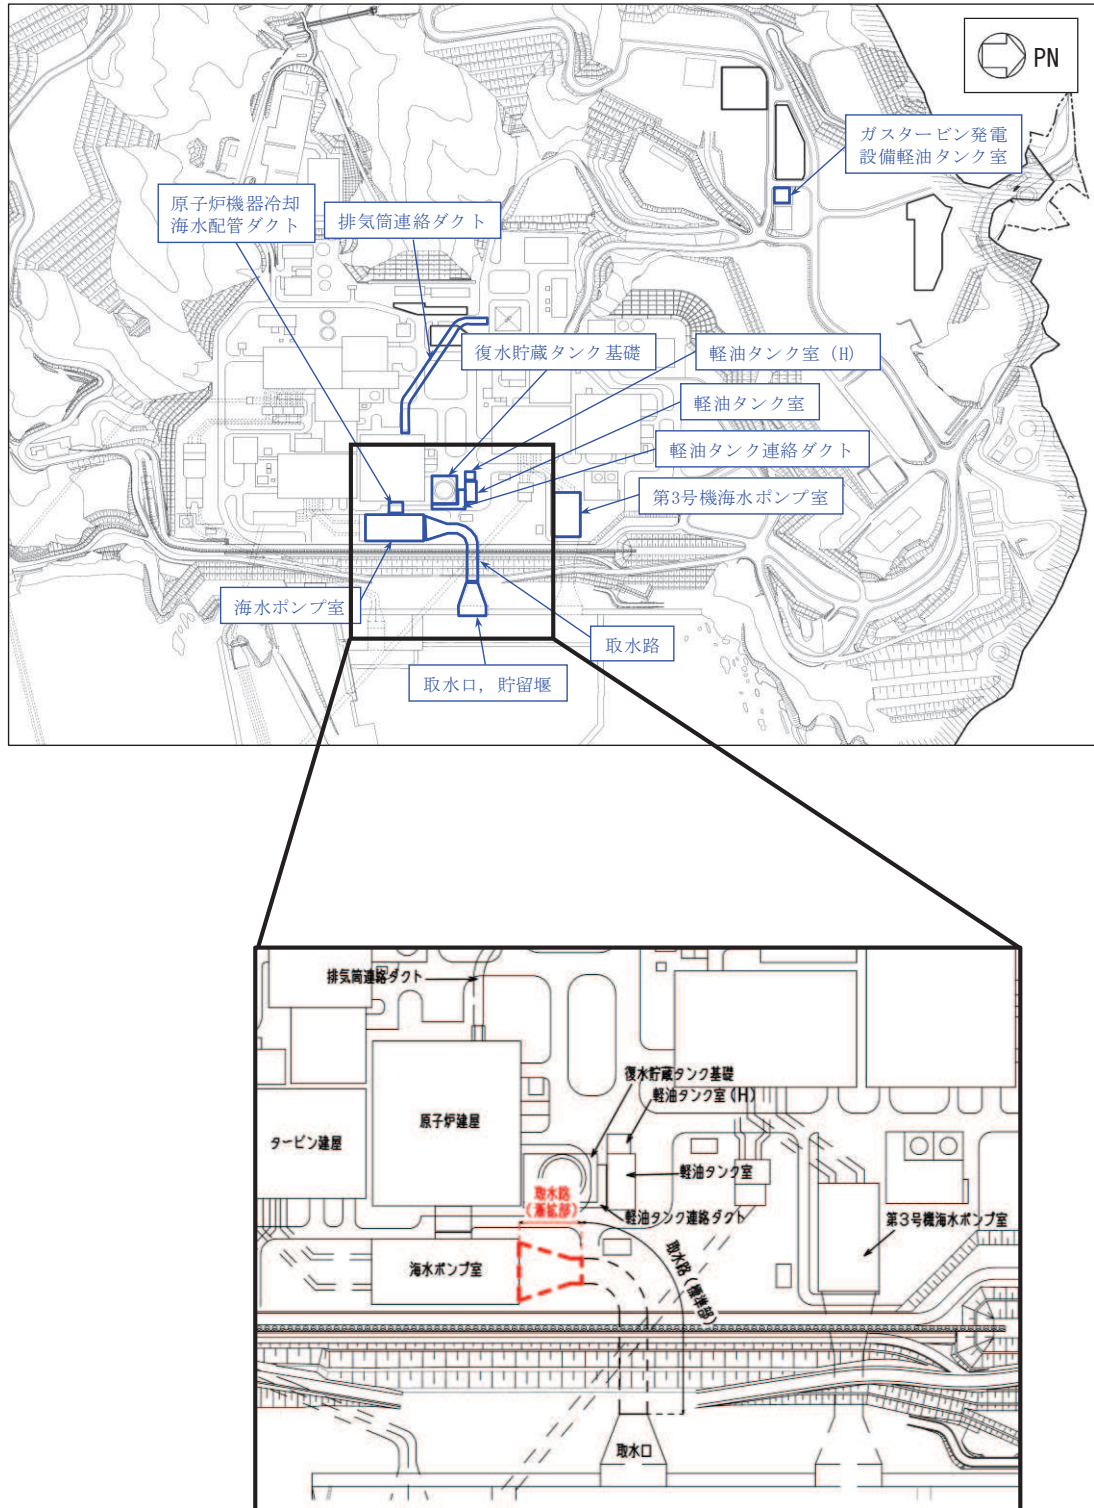 PN
ガスタービン発電
設備軽油タンク室
原子炉機器冷却
海水配管ダクト
排気筒連絡ダクト
復水貯蔵タンク基礎
軽油タンク室 (H)
軽油タンク室
軽油タンク連絡ダクト
第3号機海水ポンプ室
海水ポンプ室
取水路
取水口，貯留堰
排気筒連絡ダクト
復水貯蔵タンク基礎
軽油タンク室(H)
原子炉建屋
タービン建屋
軽油タンク室
取水路
(漸拡部)
軽油タンク連絡ダクト
第3号機海水ポンプ室
海水ポンプ室
取水路(標準部)
取水口